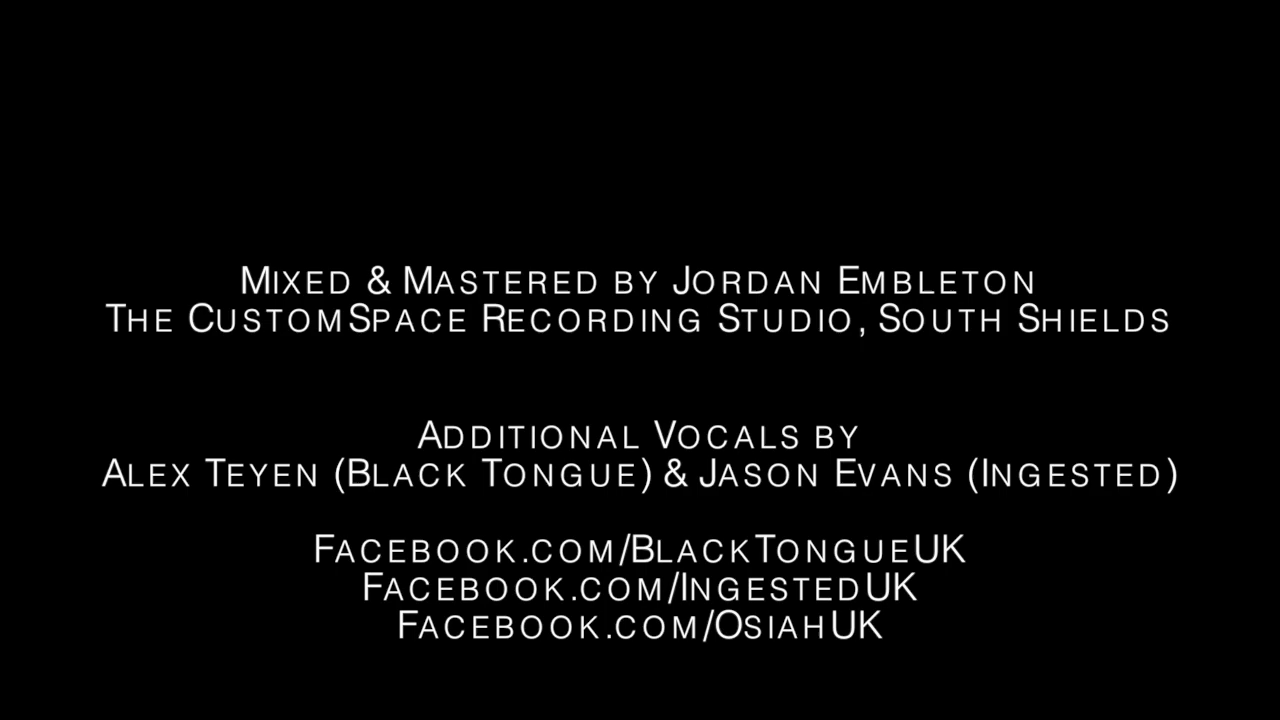 Mixed & Mastered by Jordan Embleton
The CustomSpace Recording Studio, South Shields
Additional Vocals by
Alex Teyen (Black Tongue) & Jason Evans (Ingested)
Facebook.com/BlackTongueUK
Facebook.com/IngestedUK
Facebook.com/OsiahUK